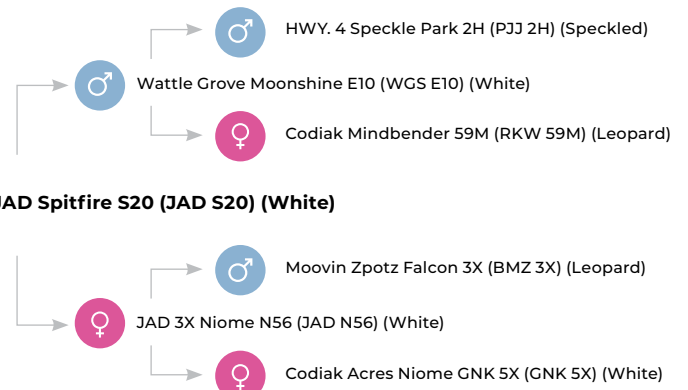 HWY. 4 Speckle Park 2H (PJJ 2H) (Speckled)
Wattle Grove Moonshine E10 (WGS E10) (White)
Codiak Mindbender 59M (RKW 59M) (Leopard)
JAD Spitfire S20 (JAD S20) (White)
Moovin Zpotz Falcon 3X (BMZ 3X) (Leopard)
JAD 3X Niome N56 (JAD N56) (White)
Codiak Acres Niome GNK 5X (GNK 5X) (White)